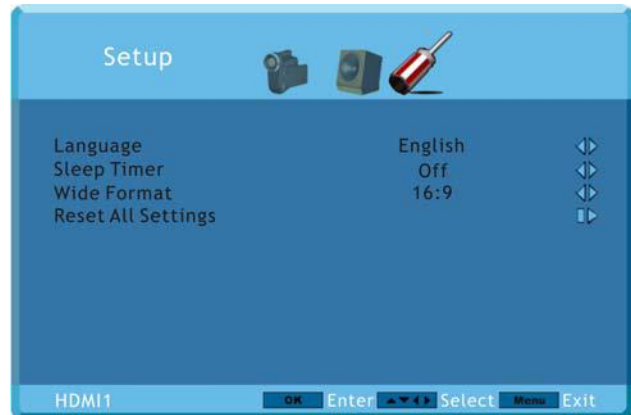 Setup
Language English
Sleep Timer Off
Wide Format 16:9
Reset All Settings
HDMI1 OK Enter Select Menu Exit